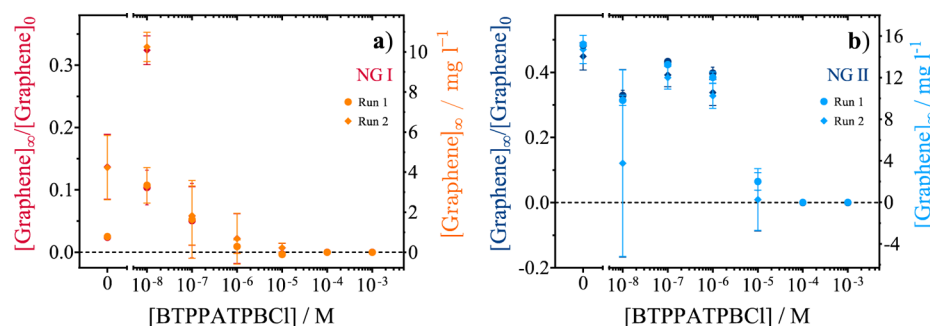 a)
NG I
Run 1
Run 2
[Graphene]∞/[Graphene]₀
0.3
0.2
0.1
0.0
[Graphene]∞ / mg l⁻¹
10
8
6
4
2
0
0
10⁻⁸
10⁻⁷
10⁻⁶
10⁻⁵
10⁻⁴
10⁻³
[BTPPATPBCl] / M
b)
NG II
Run 1
Run 2
[Graphene]∞/[Graphene]₀
0.4
0.2
0.0
-0.2
[Graphene]∞ / mg l⁻¹
16
12
8
4
0
-4
0
10⁻⁸
10⁻⁷
10⁻⁶
10⁻⁵
10⁻⁴
10⁻³
[BTPPATPBCl] / M